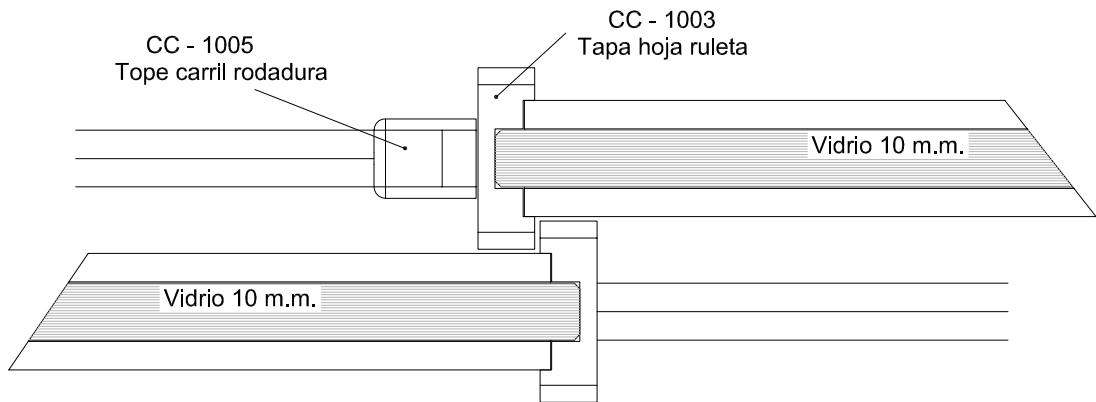 CC - 1003
Tapa hoja ruleta
CC - 1005
Tope carril rodadura
Vidrio 10 m.m.
Vidrio 10 m.m.